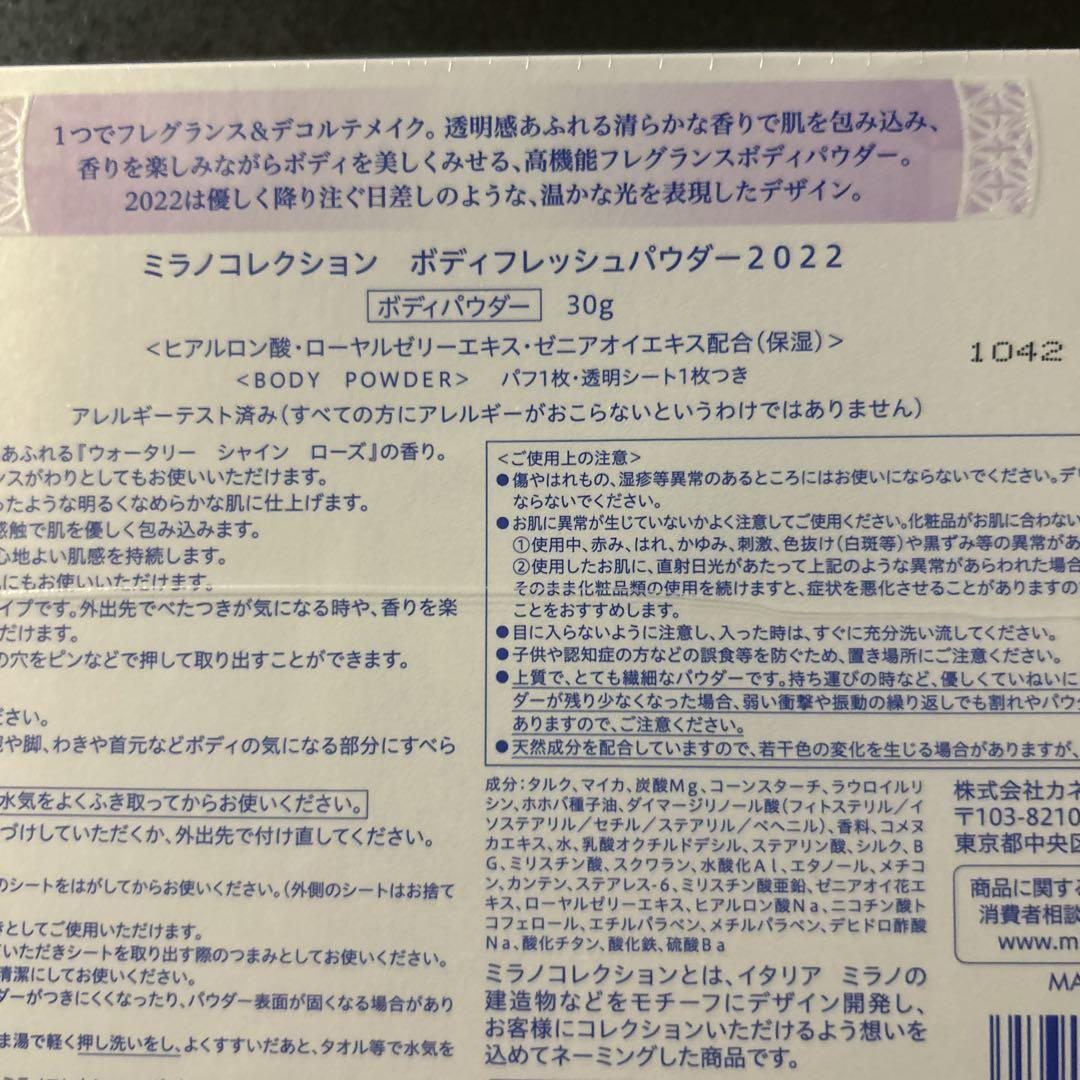 1つでフレグランス&デコルテメイク。透明感あふれる清らかな香りで肌を包み込み、
香りを楽しみながらボディを美しくみせる、高機能フレグランスボディパウダー。
2022は優しく降り注ぐ日差しのような、温かな光を表現したデザイン。
ミラノコレクション ボディフレッシュパウダー2022
ボディパウダー 30g
<ヒアルロン酸・ローヤルゼリーエキス・ゼニアオイエキス配合(保湿)>
1042
<BODY POWDER> パフ1枚・透明シート1枚つき
アレルギーテスト済み(すべての方にアレルギーがおこらないというわけではありません)
あふれる『ウォータリー シャイン ローズ』の香り。
ンスがわりとしてもお使いいただけます。
ったような明るくなめらかな肌に仕上げます。
感触で肌を優しく包み込みます。
心地よい肌感を持続します。
にもお使いいただけます。
イプです。外出先でべたつきが気になる時や、香りを楽
だけます。
の穴をピンなどで押して取り出すことができます。
ださい。
や脚、わきや首元などボディの気になる部分にすべら
水気をよくふき取ってからお使いください。
づけしていただくか、外出先で付け直してください。
のシートをはがしてからお使いください。(外側のシートはお捨て
きとしてご使用いただけます。
ていただきシートを取り出す際のつまみとしてお使いください。
清潔にしてお使いください。
ダーがつきにくくなったり、パウダー表面が固くなる場合があり
ま湯で軽く押し洗いをし、よくすすいだあと、タオル等で水気を
<ご使用上の注意>
●傷やはれもの、湿疹等異常のあるところにはお使いにならないでください。デ
ならないでください。
●お肌に異常が生じていないかよく注意してご使用ください。化粧品がお肌に合わない
①使用中、赤み、はれ、かゆみ、刺激、色抜け(白斑等)や黒ずみ等の異常があ
②使用したお肌に、直射日光があたって上記のような異常があらわれた場合
そのまま化粧品類の使用を続けますと、症状を悪化させることがありますの
ことをおすすめします。
●目に入らないように注意し、入った時は、すぐに充分洗い流してください。
●子供や認知症の方などの誤食等を防ぐため、置き場所にご注意ください。
●上質で、とても繊細なパウダーです。持ち運びの時など、優しくていねいに
ダーが残り少なくなった場合、弱い衝撃や振動の繰り返しでも割れやパウ
ありますので、ご注意ください。
●天然成分を配合していますので、若干色の変化を生じる場合がありますが、
成分:タルク、マイカ、炭酸Mg、コーンスターチ、ラウロイルリ
シン、ホホバ種子油、ダイマージリノール酸(フィトステリル/イ
ソステアリル/セチル/ステアリル/ベヘニル)、香料、コメヌ
カエキス、水、乳酸オクチルドデシル、ステアリン酸、シルク、B
G、ミリスチン酸、スクワラン、水酸化Al、エタノール、メチコ
ン、カンテン、ステアレス-6、ミリスチン酸亜鉛、ゼニアオイ花エ
キス、ローヤルゼリーエキス、ヒアルロン酸Na、ニコチン酸ト
コフェロール、エチルパラベン、メチルパラベン、デヒドロ酢酸
Na、酸化チタン、酸化鉄、硫酸Ba
ミラノコレクションとは、イタリア ミラノの
建造物などをモチーフにデザイン開発し、
お客様にコレクションいただけるよう想いを
込めてネーミングした商品です。
株式会社カネ
〒103-8210
東京都中央区
商品に関する
消費者相談
www.m
MA